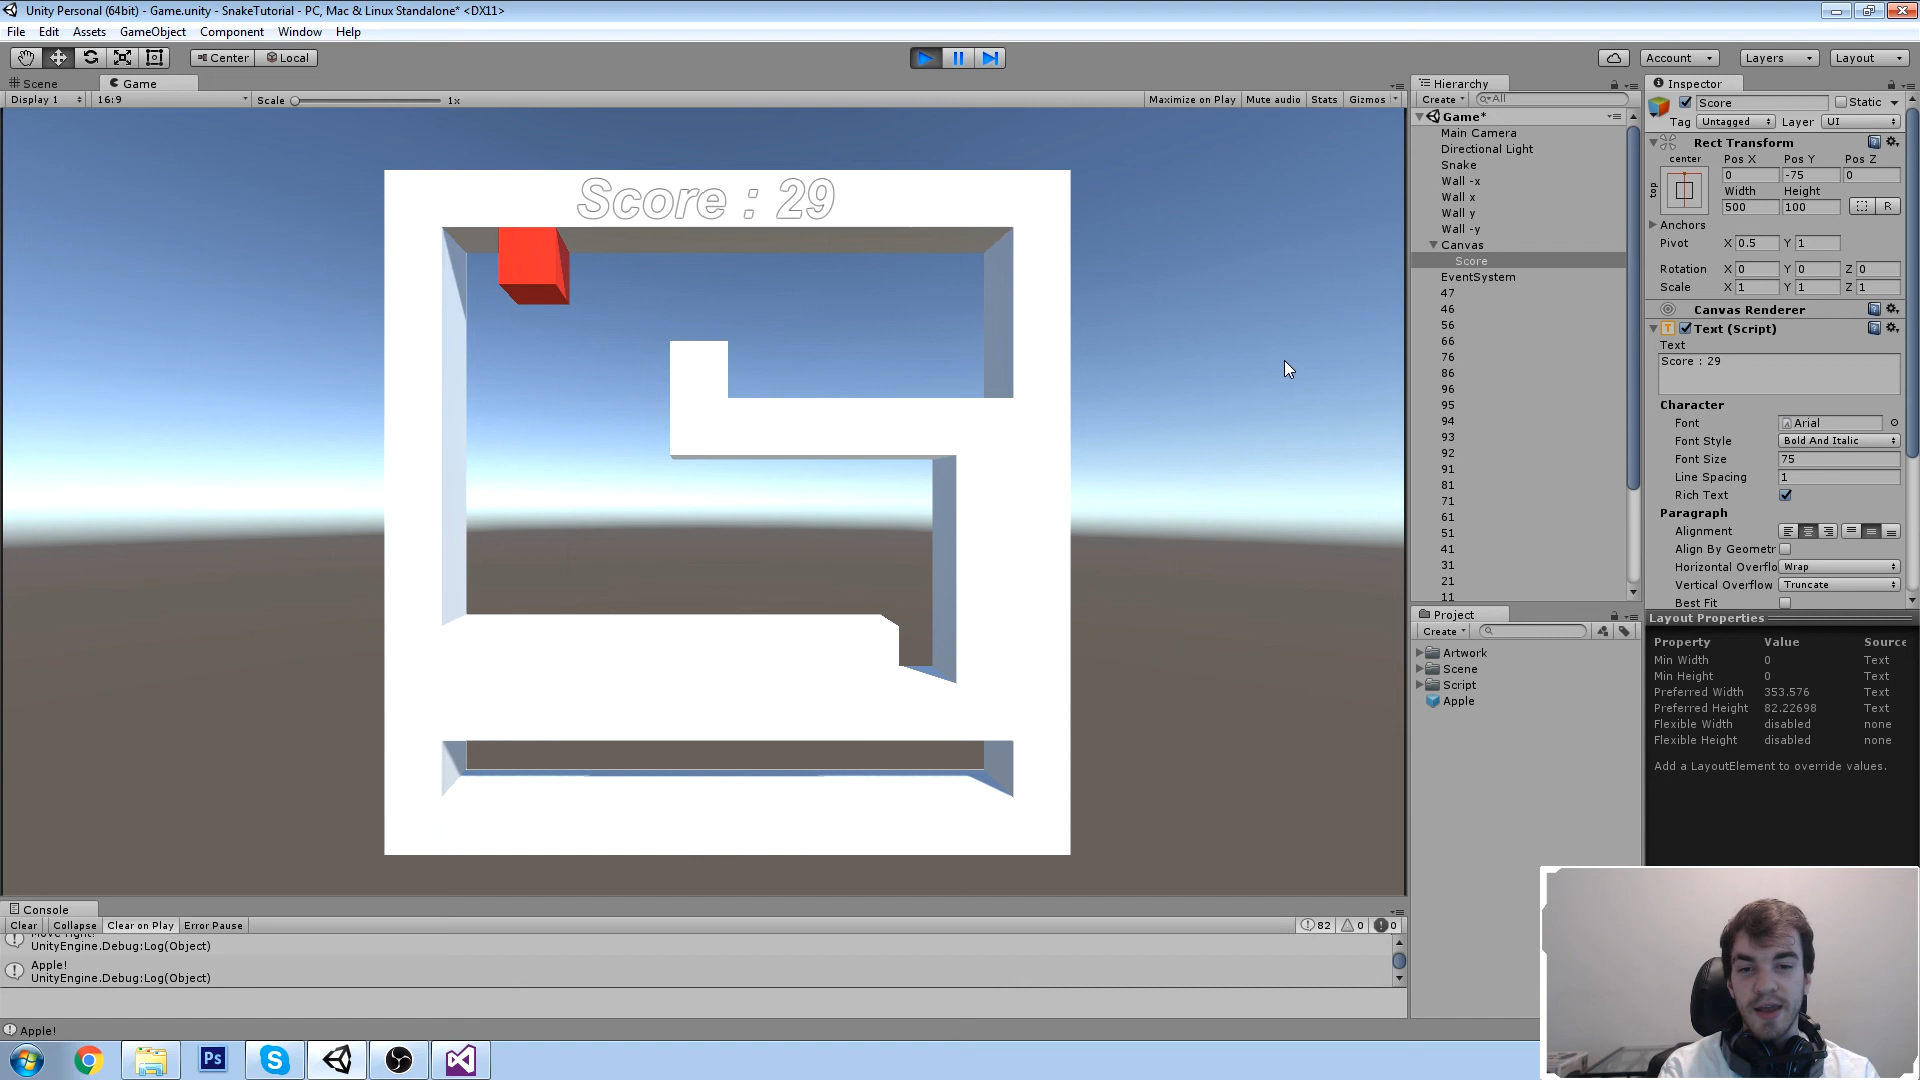 Unity Personal (64bit) - Game.unity - SnakeTutorial - PC, Mac & Linux Standalone* <DX11>
File Edit Assets GameObject Component Window Help
Center Local Account Layers Layout
Scene Game
Display 1 16:9 Scale 1x Maximize on Play Mute audio Stats Gizmos
Score : 29
Hierarchy
Create All
Game*
Main Camera
Directional Light
Snake
Wall -x
Wall x
Wall y
Wall -y
Canvas
Score
EventSystem
47
46
56
66
76
86
96
95
94
93
92
91
81
71
61
51
41
31
21
11
Project
Create
Artwork
Scene
Script
Apple
Inspector
Score Static
Tag Untagged Layer UI
Rect Transform
center Pos X Pos Y Pos Z
top 0 -75 0
Width Height
500 100 R
Anchors
Pivot X 0.5 Y 1
Rotation X 0 Y 0 Z 0
Scale X 1 Y 1 Z 1
Canvas Renderer
T Text (Script)
Text
Score : 29
Character
Font Arial
Font Style Bold And Italic
Font Size 75
Line Spacing 1
Rich Text
Paragraph
Alignment
Align By Geometr
Horizontal Overflo Wrap
Vertical Overflow Truncate
Best Fit
Layout Properties
Property Value Source
Min Width 0 Text
Min Height 0 Text
Preferred Width 353.576 Text
Preferred Height 82.22698 Text
Flexible Width disabled none
Flexible Height disabled none
Add a LayoutElement to override values.
Console
Clear Collapse Clear on Play Error Pause 82 0 0
Move right!
UnityEngine.Debug:Log(Object)
Apple!
UnityEngine.Debug:Log(Object)
Apple!
Ps S